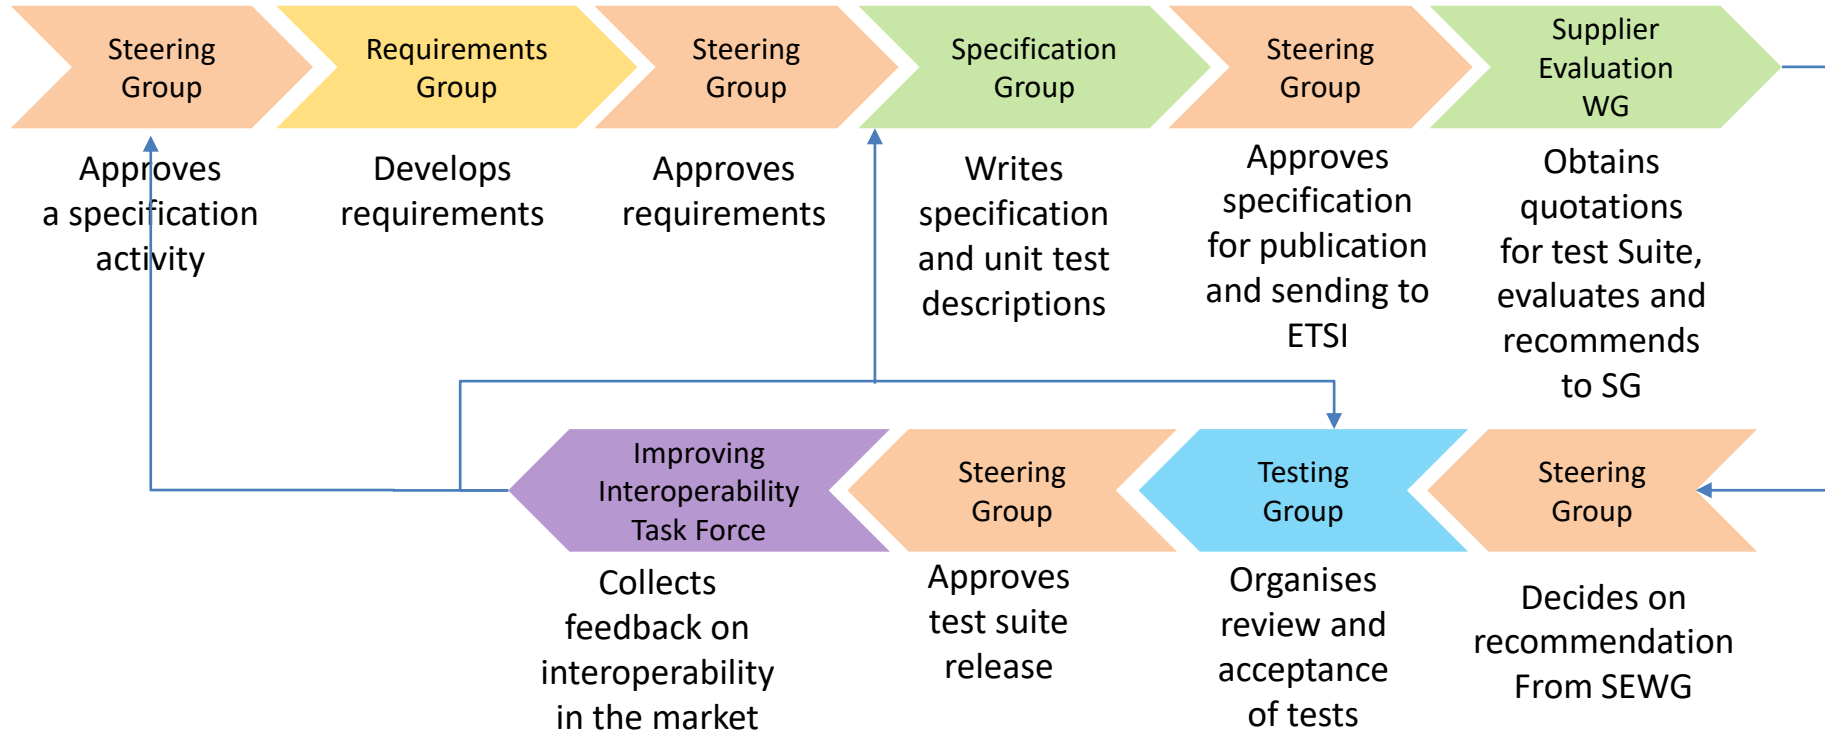 Steering
Group
Requirements
Group
Steering
Group
Specification
Group
Steering
Group
Supplier
Evaluation
WG
Approves
a specification
activity
Develops
requirements
Approves
requirements
Writes
specification
and unit test
descriptions
Approves
specification
for publication
and sending to
ETSI
Obtains
quotations
for test Suite,
evaluates and
recommends
to SG
Improving
Interoperability
Task Force
Steering
Group
Testing
Group
Steering
Group
Collects
feedback on
interoperability
in the market
Approves
test suite
release
Organises
review and
acceptance
of tests
Decides on
recommendation
From SEWG